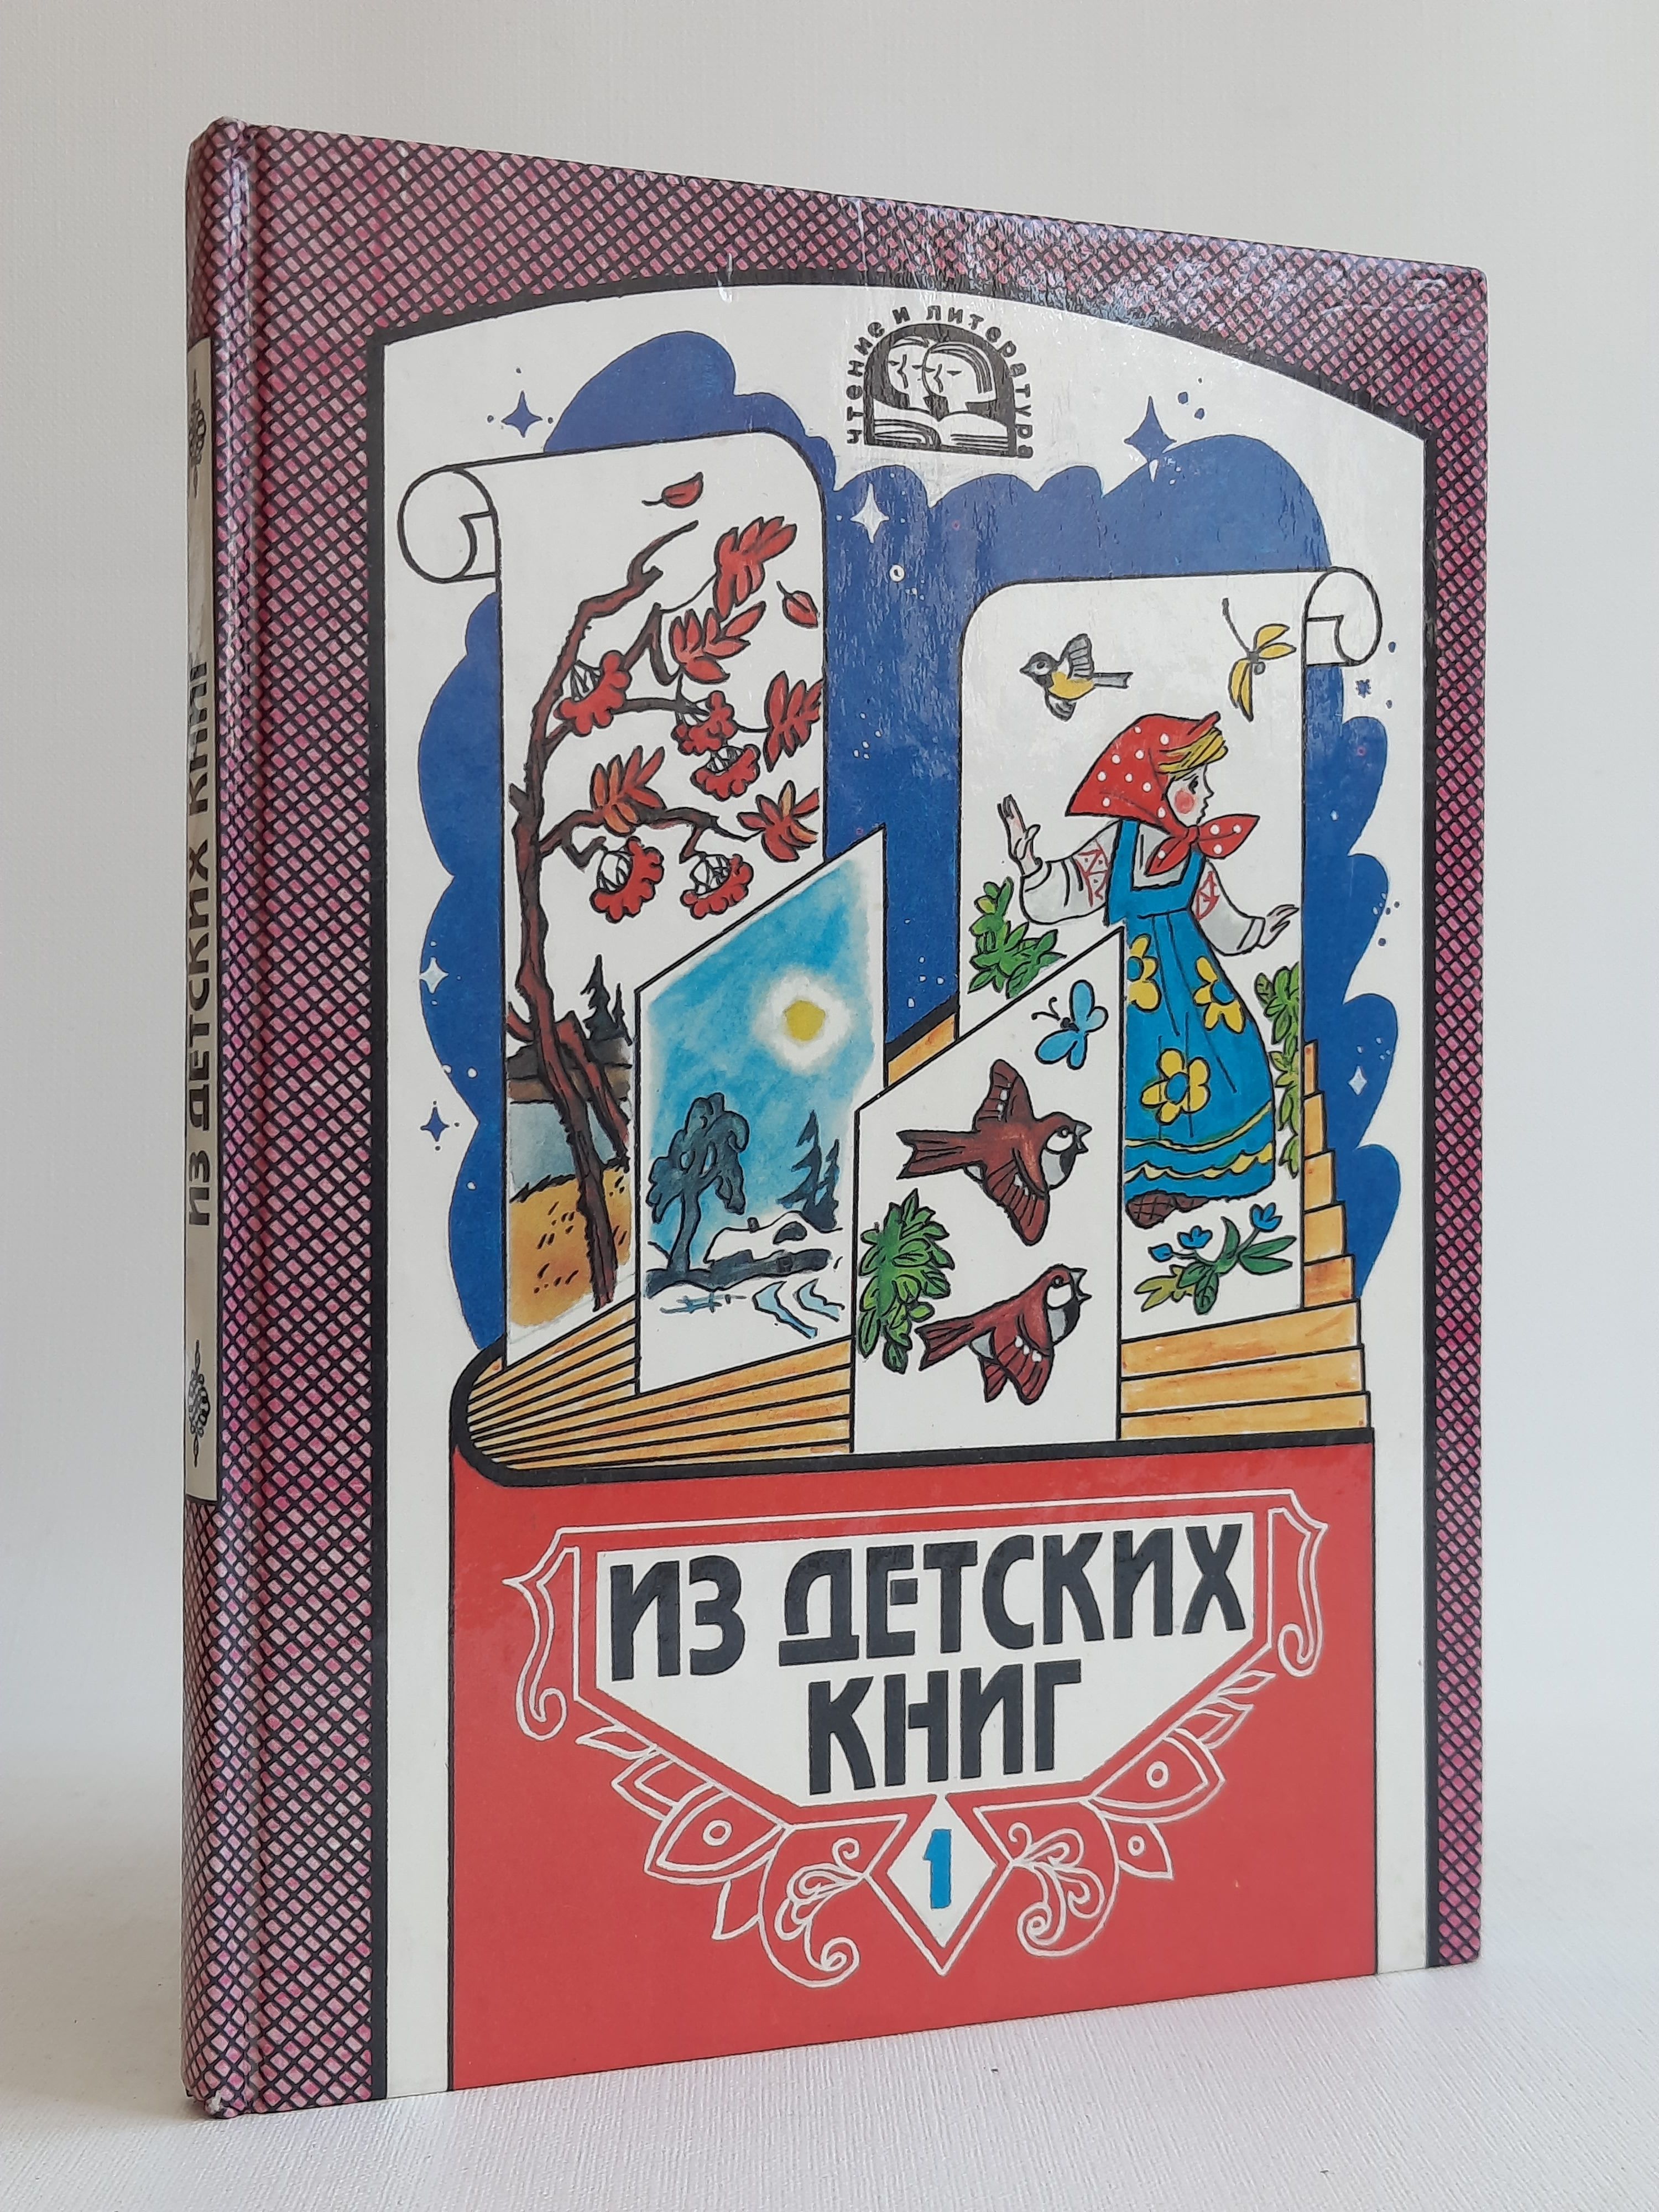 чтение и литература
ИЗ ДЕТСКИХ
КНИГ
1
ИЗ ДЕТСКИХ КНИГ